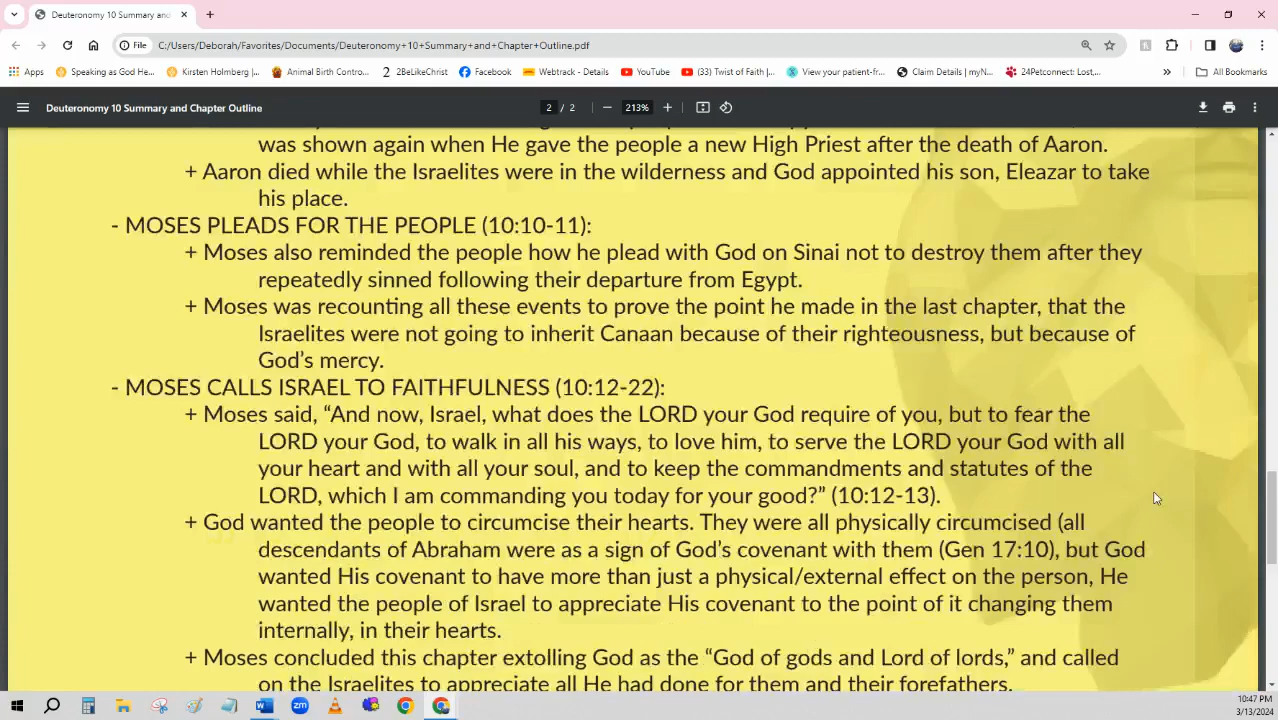 Deuteronomy 10 Summary and
File
C:/Users/Deborah/Favorites/Documents/Deuteronomy+10+Summary+and+Chapter+Outline.pdf
Apps
Speaking as God He...
Kirsten Holmberg |...
Animal Birth Contro...
2BeLikeChrist
Facebook
Webtrack - Details
YouTube
(33) Twist of Faith |...
View your patient-fr...
Claim Details | myN...
24Petconnect: Lost,...
»
All Bookmarks
Deuteronomy 10 Summary and Chapter Outline
2 / 2
213%
was shown again when He gave the people a new High Priest after the death of Aaron.
+ Aaron died while the Israelites were in the wilderness and God appointed his son, Eleazar to take
his place.
- MOSES PLEADS FOR THE PEOPLE (10:10-11):
+ Moses also reminded the people how he plead with God on Sinai not to destroy them after they
repeatedly sinned following their departure from Egypt.
+ Moses was recounting all these events to prove the point he made in the last chapter, that the
Israelites were not going to inherit Canaan because of their righteousness, but because of
God’s mercy.
- MOSES CALLS ISRAEL TO FAITHFULNESS (10:12-22):
+ Moses said, “And now, Israel, what does the LORD your God require of you, but to fear the
LORD your God, to walk in all his ways, to love him, to serve the LORD your God with all
your heart and with all your soul, and to keep the commandments and statutes of the
LORD, which I am commanding you today for your good?” (10:12-13).
+ God wanted the people to circumcise their hearts. They were all physically circumcised (all
descendants of Abraham were as a sign of God’s covenant with them (Gen 17:10), but God
wanted His covenant to have more than just a physical/external effect on the person, He
wanted the people of Israel to appreciate His covenant to the point of it changing them
internally, in their hearts.
+ Moses concluded this chapter extolling God as the “God of gods and Lord of lords,” and called
on the Israelites to appreciate all He had done for them and their forefathers.
zm
10:47 PM
3/13/2024